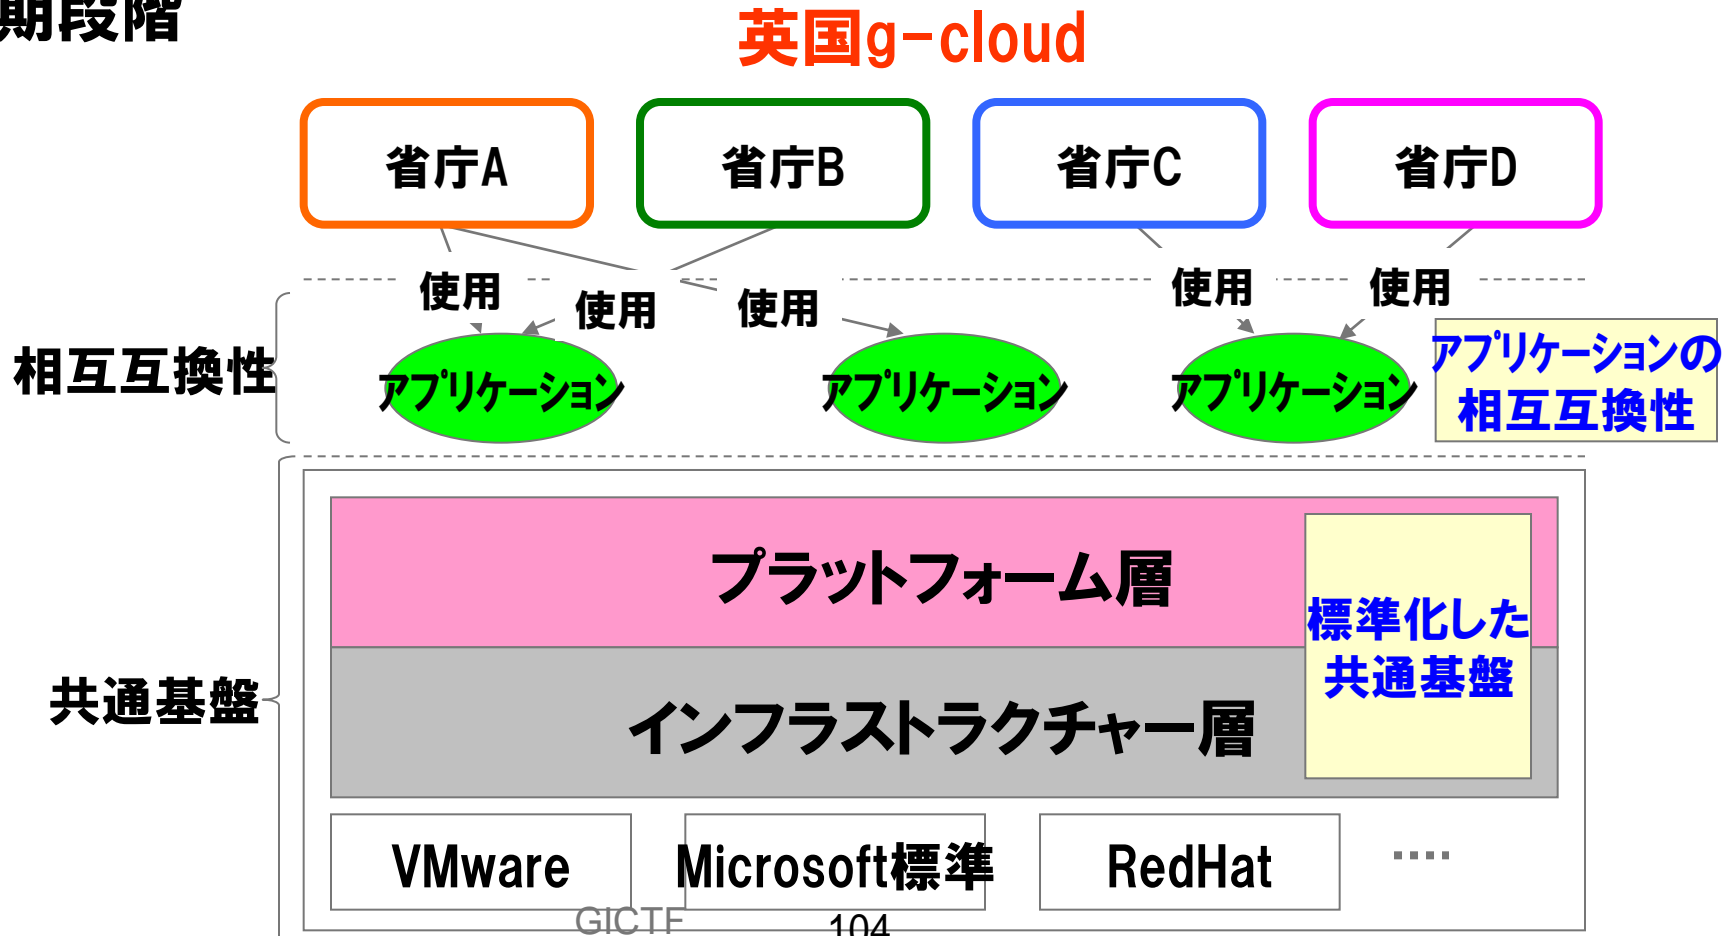 期段階
英国g-cloud
省庁A
省庁B
省庁C
省庁D
使用
使用
使用
使用
使用
相互互換性
アプリケーション
アプリケーション
アプリケーション
アプリケーションの
相互互換性
プラットフォーム層
標準化した
共通基盤
共通基盤
インフラストラクチャー層
VMware
Microsoft標準
RedHat
....
GICTF
104